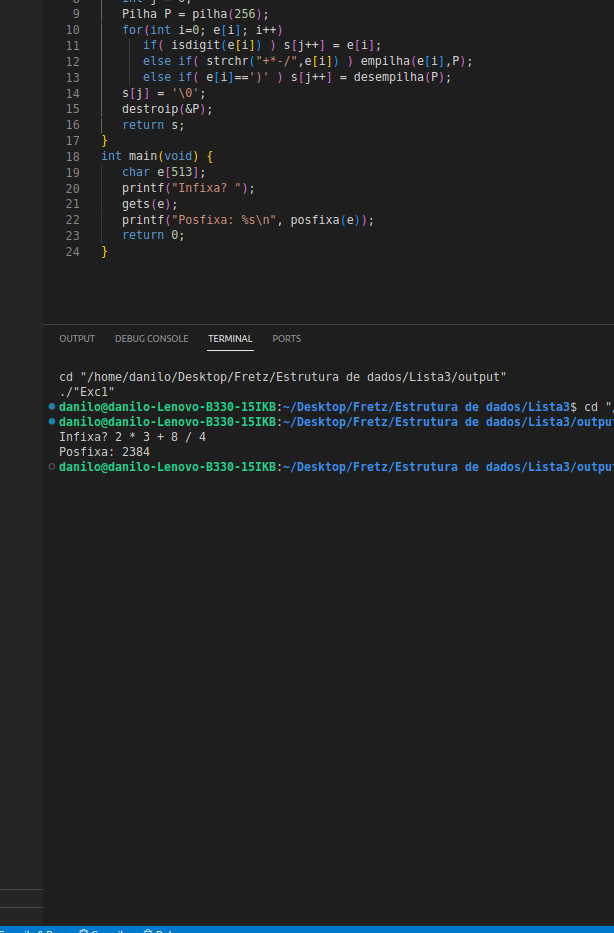 8 int j = 0;
9 Pilha P = pilha(256);
10 for(int i=0; e[i]; i++)
11 if( isdigit(e[i]) ) s[j++] = e[i];
12 else if( strchr("+*-/",e[i]) ) empilha(e[i],P);
13 else if( e[i]==')' ) s[j++] = desempilha(P);
14 s[j] = '\0';
15 destroip(&P);
16 return s;
17 }
18 int main(void) {
19 char e[513];
20 printf("Infixa? ");
21 gets(e);
22 printf("Posfixa: %s\n", posfixa(e));
23 return 0;
24 }
OUTPUT DEBUG CONSOLE TERMINAL PORTS
cd "/home/danilo/Desktop/Fretz/Estrutura de dados/Lista3/output"
./"Exc1"
danilo@danilo-Lenovo-B330-15IKB:~/Desktop/Fretz/Estrutura de dados/Lista3$ cd "/
danilo@danilo-Lenovo-B330-15IKB:~/Desktop/Fretz/Estrutura de dados/Lista3/outpu
Infixa? 2 * 3 + 8 / 4
Posfixa: 2384
danilo@danilo-Lenovo-B330-15IKB:~/Desktop/Fretz/Estrutura de dados/Lista3/outpu